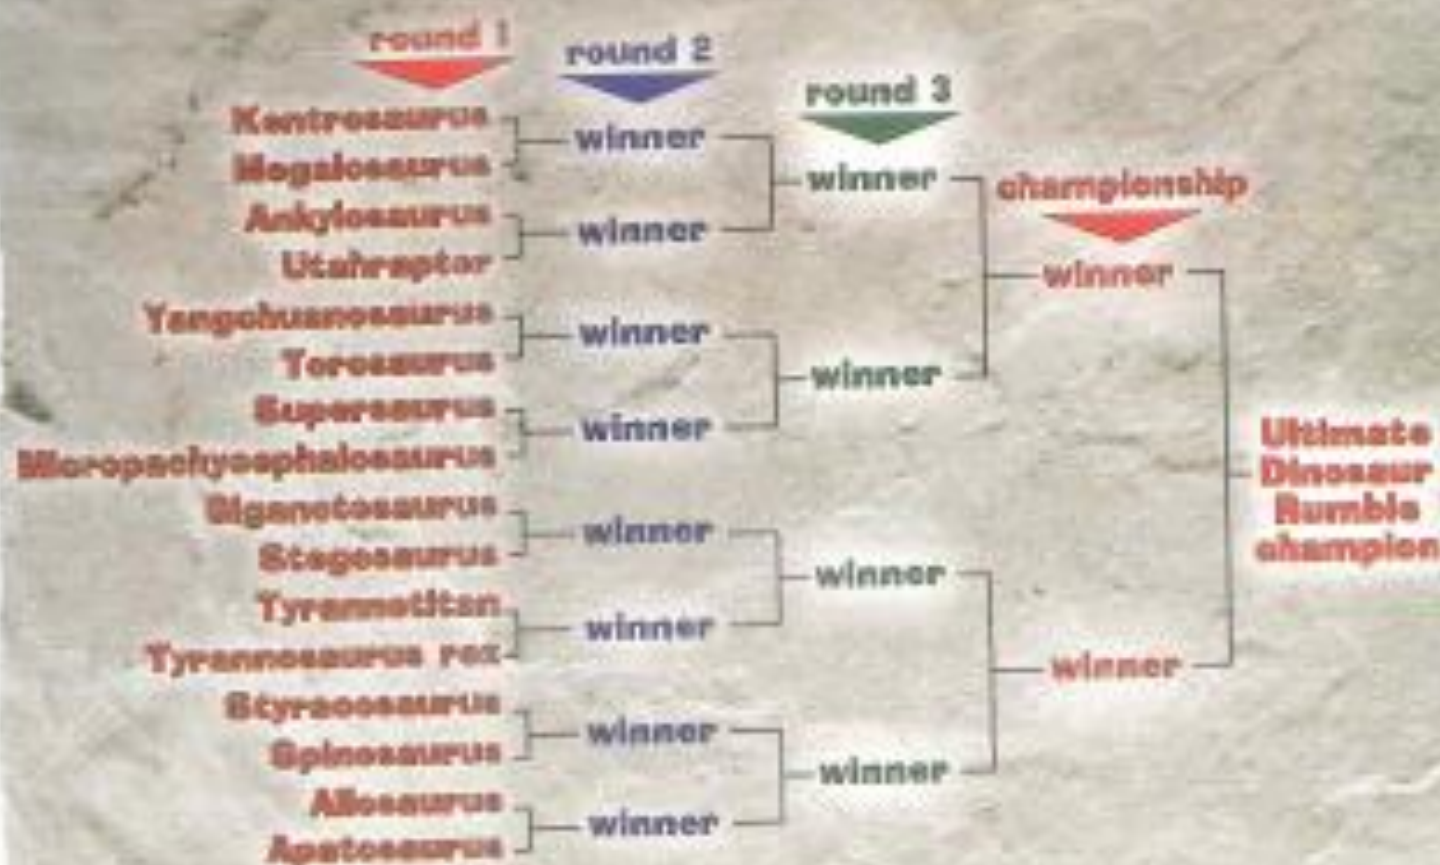 round 1
round 2
round 3
championship
Kentrosaurus
Megalosaurus
Ankylosaurus
Utahraptor
Yangchuanosaurus
Torosaurus
Supersaurus
Micropachycephalosaurus
Giganotosaurus
Stegosaurus
Tyrannotitan
Tyrannosaurus rex
Styracosaurus
Spinosaurus
Allosaurus
Apatosaurus
winner
winner
winner
winner
winner
winner
winner
winner
winner
winner
winner
winner
winner
winner
Ultimate
Dinosaur
Rumble
champion